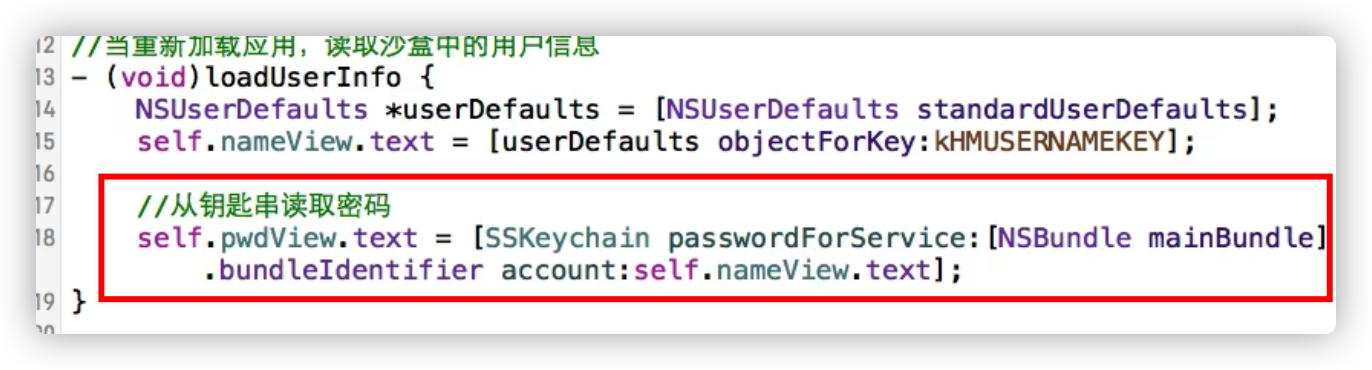 12 //当重新加载应用，读取沙盒中的用户信息
13 - (void)loadUserInfo {
14 NSUserDefaults *userDefaults = [NSUserDefaults standardUserDefaults];
15 self.nameView.text = [userDefaults objectForKey:kHMUSERNAMEKEY];
16
17 //从钥匙串读取密码
18 self.pwdView.text = [SSKeychain passwordForService:[NSBundle mainBundle]
.bundleIdentifier account:self.nameView.text];
19 }
20